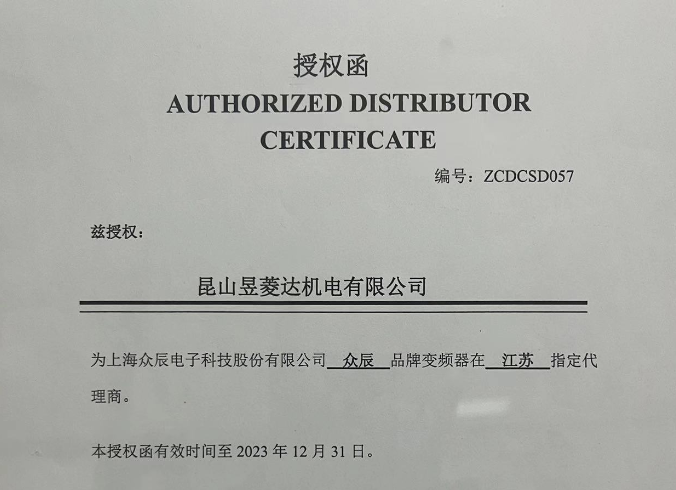 授权函
AUTHORIZED DISTRIBUTOR
CERTIFICATE
编号：ZCDCSD057
兹授权：
昆山昱菱达机电有限公司
为上海众辰电子科技股份有限公司 众辰 品牌变频器在 江苏 指定代
理商。
本授权函有效时间至 2023 年 12 月 31 日。